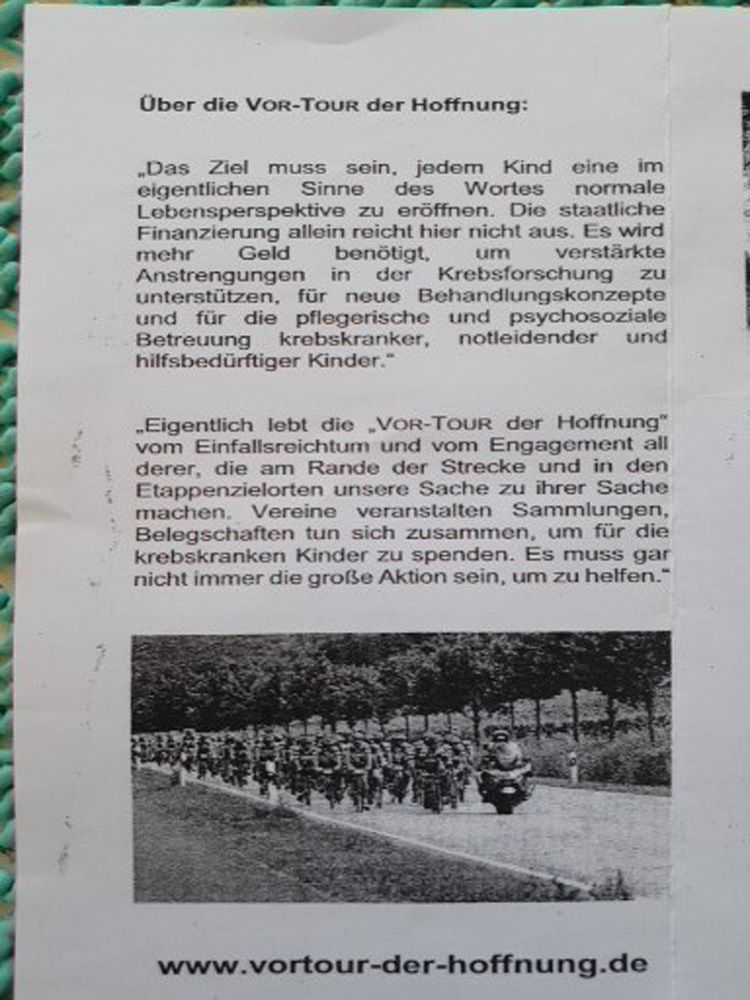 Über die VOR-TOUR der Hoffnung:
„Das Ziel muss sein, jedem Kind eine im
eigentlichen Sinne des Wortes normale
Lebensperspektive zu eröffnen. Die staatliche
Finanzierung allein reicht hier nicht aus. Es wird
mehr Geld benötigt, um verstärkte
Anstrengungen in der Krebsforschung zu
unterstützen, für neue Behandlungskonzepte
und für die pflegerische und psychosoziale
Betreuung krebskranker, notleidender und
hilfsbedürftiger Kinder.“
„Eigentlich lebt die „VOR-TOUR der Hoffnung“
vom Einfallsreichtum und vom Engagement all
derer, die am Rande der Strecke und in den
Etappenzielorten unsere Sache zu ihrer Sache
machen. Vereine veranstalten Sammlungen,
Belegschaften tun sich zusammen, um für die
krebskranken Kinder zu spenden. Es muss gar
nicht immer die große Aktion sein, um zu helfen.“
www.vortour-der-hoffnung.de